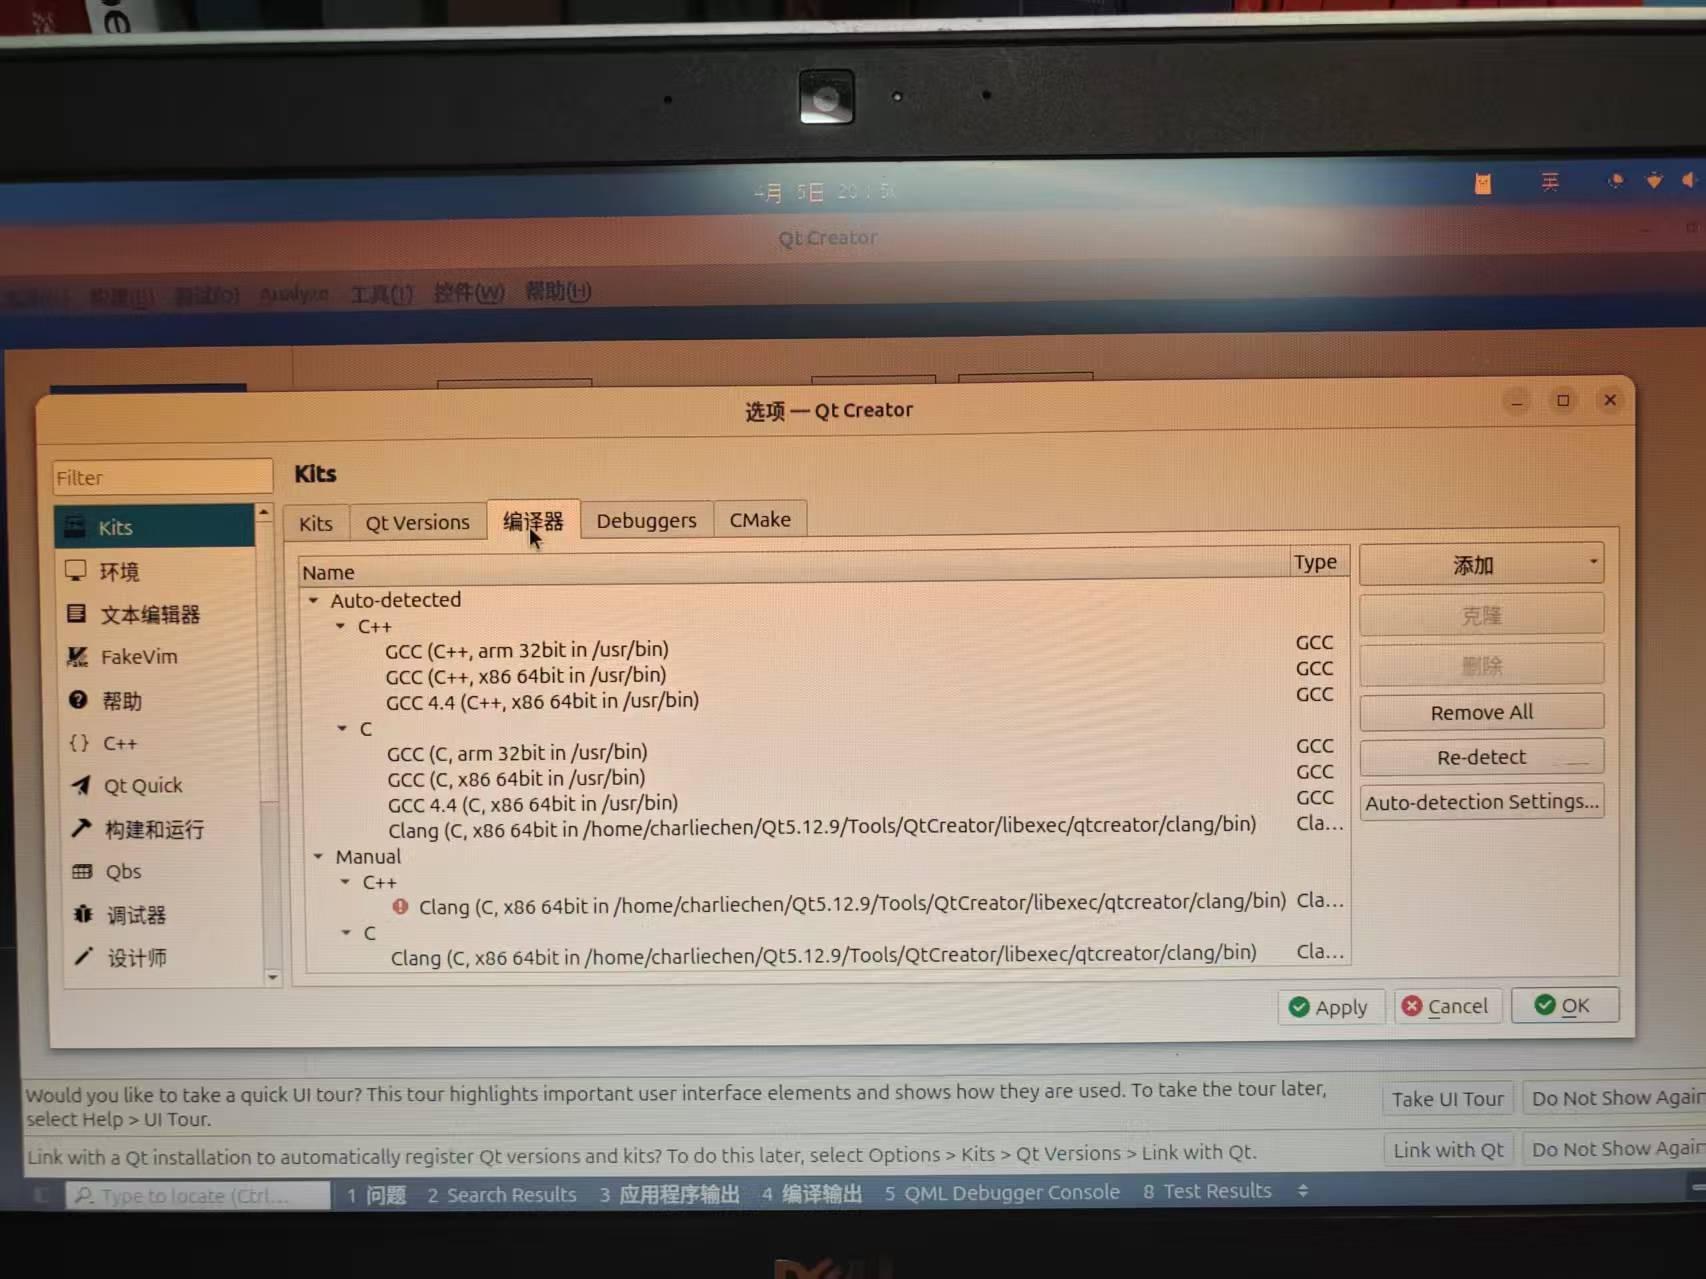 4月 5日
Qt Creator
Analyze 工具(T) 控件(W) 帮助(H)
选项 — Qt Creator
Filter
Kits
环境
文本编辑器
FakeVim
帮助
{} C++
Qt Quick
构建和运行
Qbs
调试器
设计师
Kits
Kits Qt Versions 编译器 Debuggers CMake
Name Type
Auto-detected
C++
GCC (C++, arm 32bit in /usr/bin) GCC
GCC (C++, x86 64bit in /usr/bin) GCC
GCC 4.4 (C++, x86 64bit in /usr/bin) GCC
C
GCC (C, arm 32bit in /usr/bin) GCC
GCC (C, x86 64bit in /usr/bin) GCC
GCC 4.4 (C, x86 64bit in /usr/bin) GCC
Clang (C, x86 64bit in /home/charliechen/Qt5.12.9/Tools/QtCreator/libexec/qtcreator/clang/bin) Cla...
Manual
C++
Clang (C, x86 64bit in /home/charliechen/Qt5.12.9/Tools/QtCreator/libexec/qtcreator/clang/bin) Cla...
C
Clang (C, x86 64bit in /home/charliechen/Qt5.12.9/Tools/QtCreator/libexec/qtcreator/clang/bin) Cla...
添加
克隆
删除
Remove All
Re-detect
Auto-detection Settings...
Apply Cancel OK
Would you like to take a quick UI tour? This tour highlights important user interface elements and shows how they are used. To take the tour later,
select Help > UI Tour.
Take UI Tour Do Not Show Again
Link with a Qt installation to automatically register Qt versions and kits? To do this later, select Options > Kits > Qt Versions > Link with Qt.
Link with Qt Do Not Show Again
Type to locate (Ctrl... 1 问题 2 Search Results 3 应用程序输出 4 编译输出 5 QML Debugger Console 8 Test Results